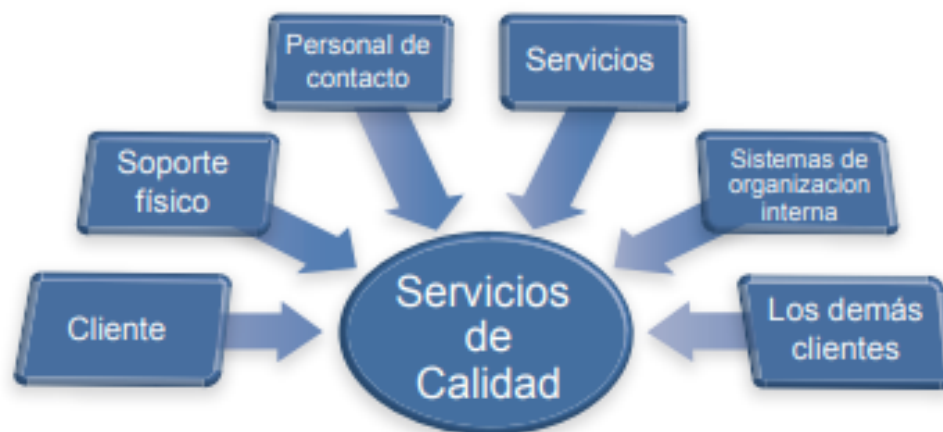 Personal de
contacto
Servicios
Soporte
físico
Sistemas de
organizacion
interna
Cliente
Servicios
de
Calidad
Los demás
clientes